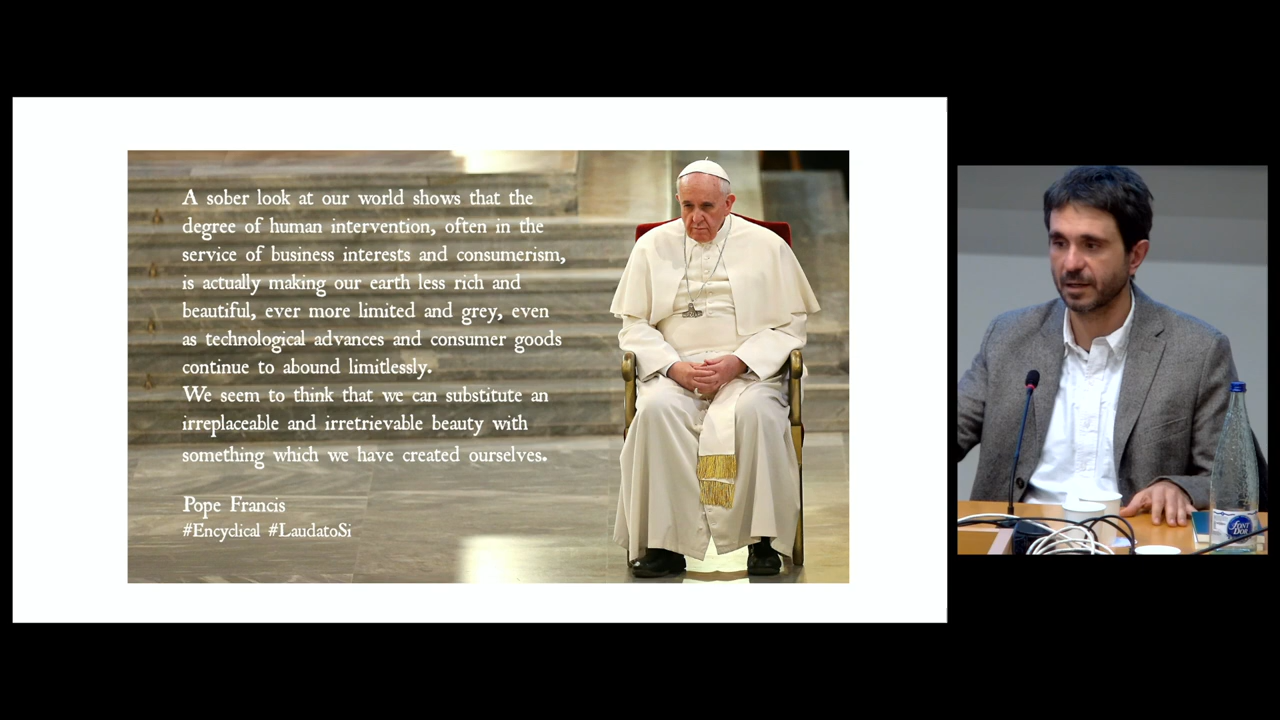 A sober look at our world shows that the
degree of human intervention, often in the
service of business interests and consumerism,
is actually making our earth less rich and
beautiful, ever more limited and grey, even
as technological advances and consumer goods
continue to abound limitlessly.
We seem to think that we can substitute an
irreplaceable and irretrievable beauty with
something which we have created ourselves.
Pope Francis
#Encyclical #LaudatoSi
FONT
D'OR